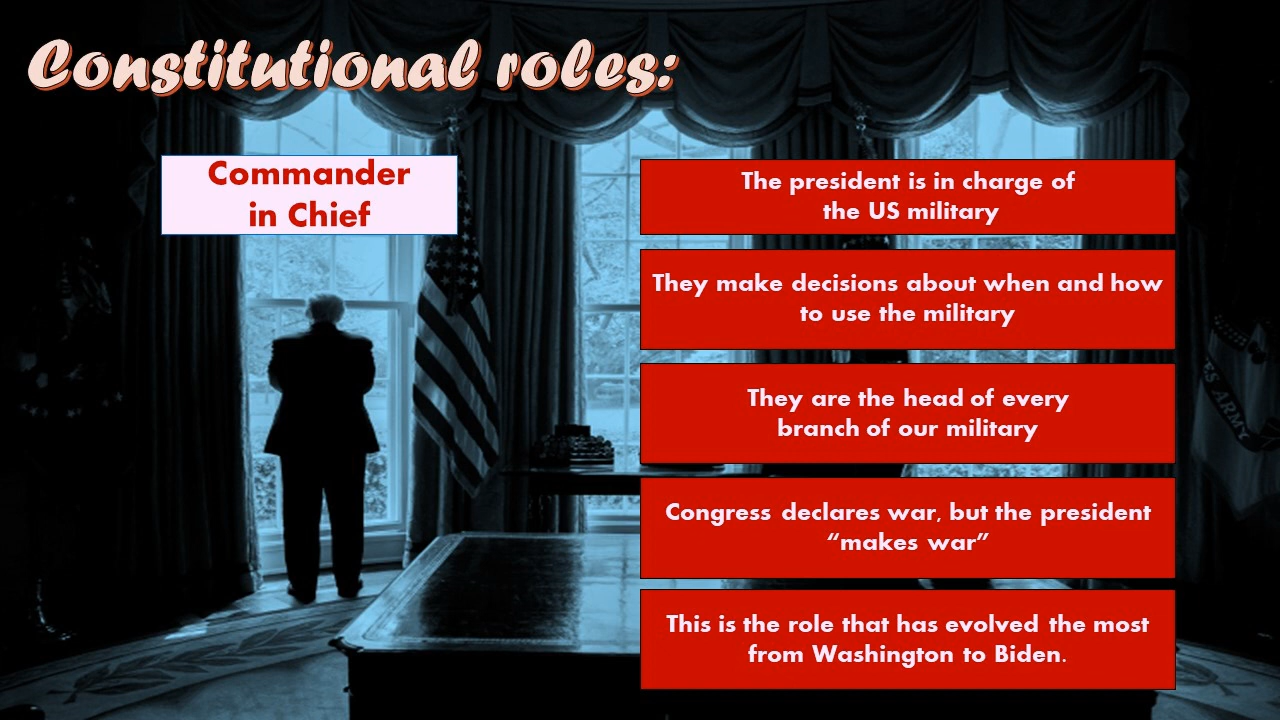 Constitutional roles:
Commander
in Chief
The president is in charge of
the US military
They make decisions about when and how
to use the military
They are the head of every
branch of our military
Congress declares war, but the president
“makes war”
This is the role that has evolved the most
from Washington to Biden.
ES ARMY